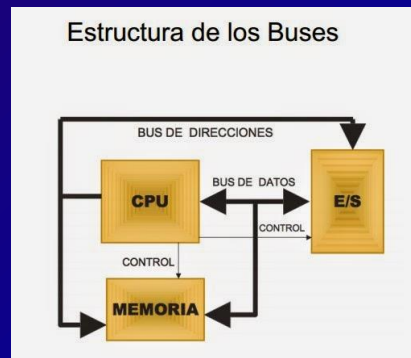 Estructura de los Buses
BUS DE DIRECCIONES
CPU
BUS DE DATOS
E/S
CONTROL
CONTROL
MEMORIA